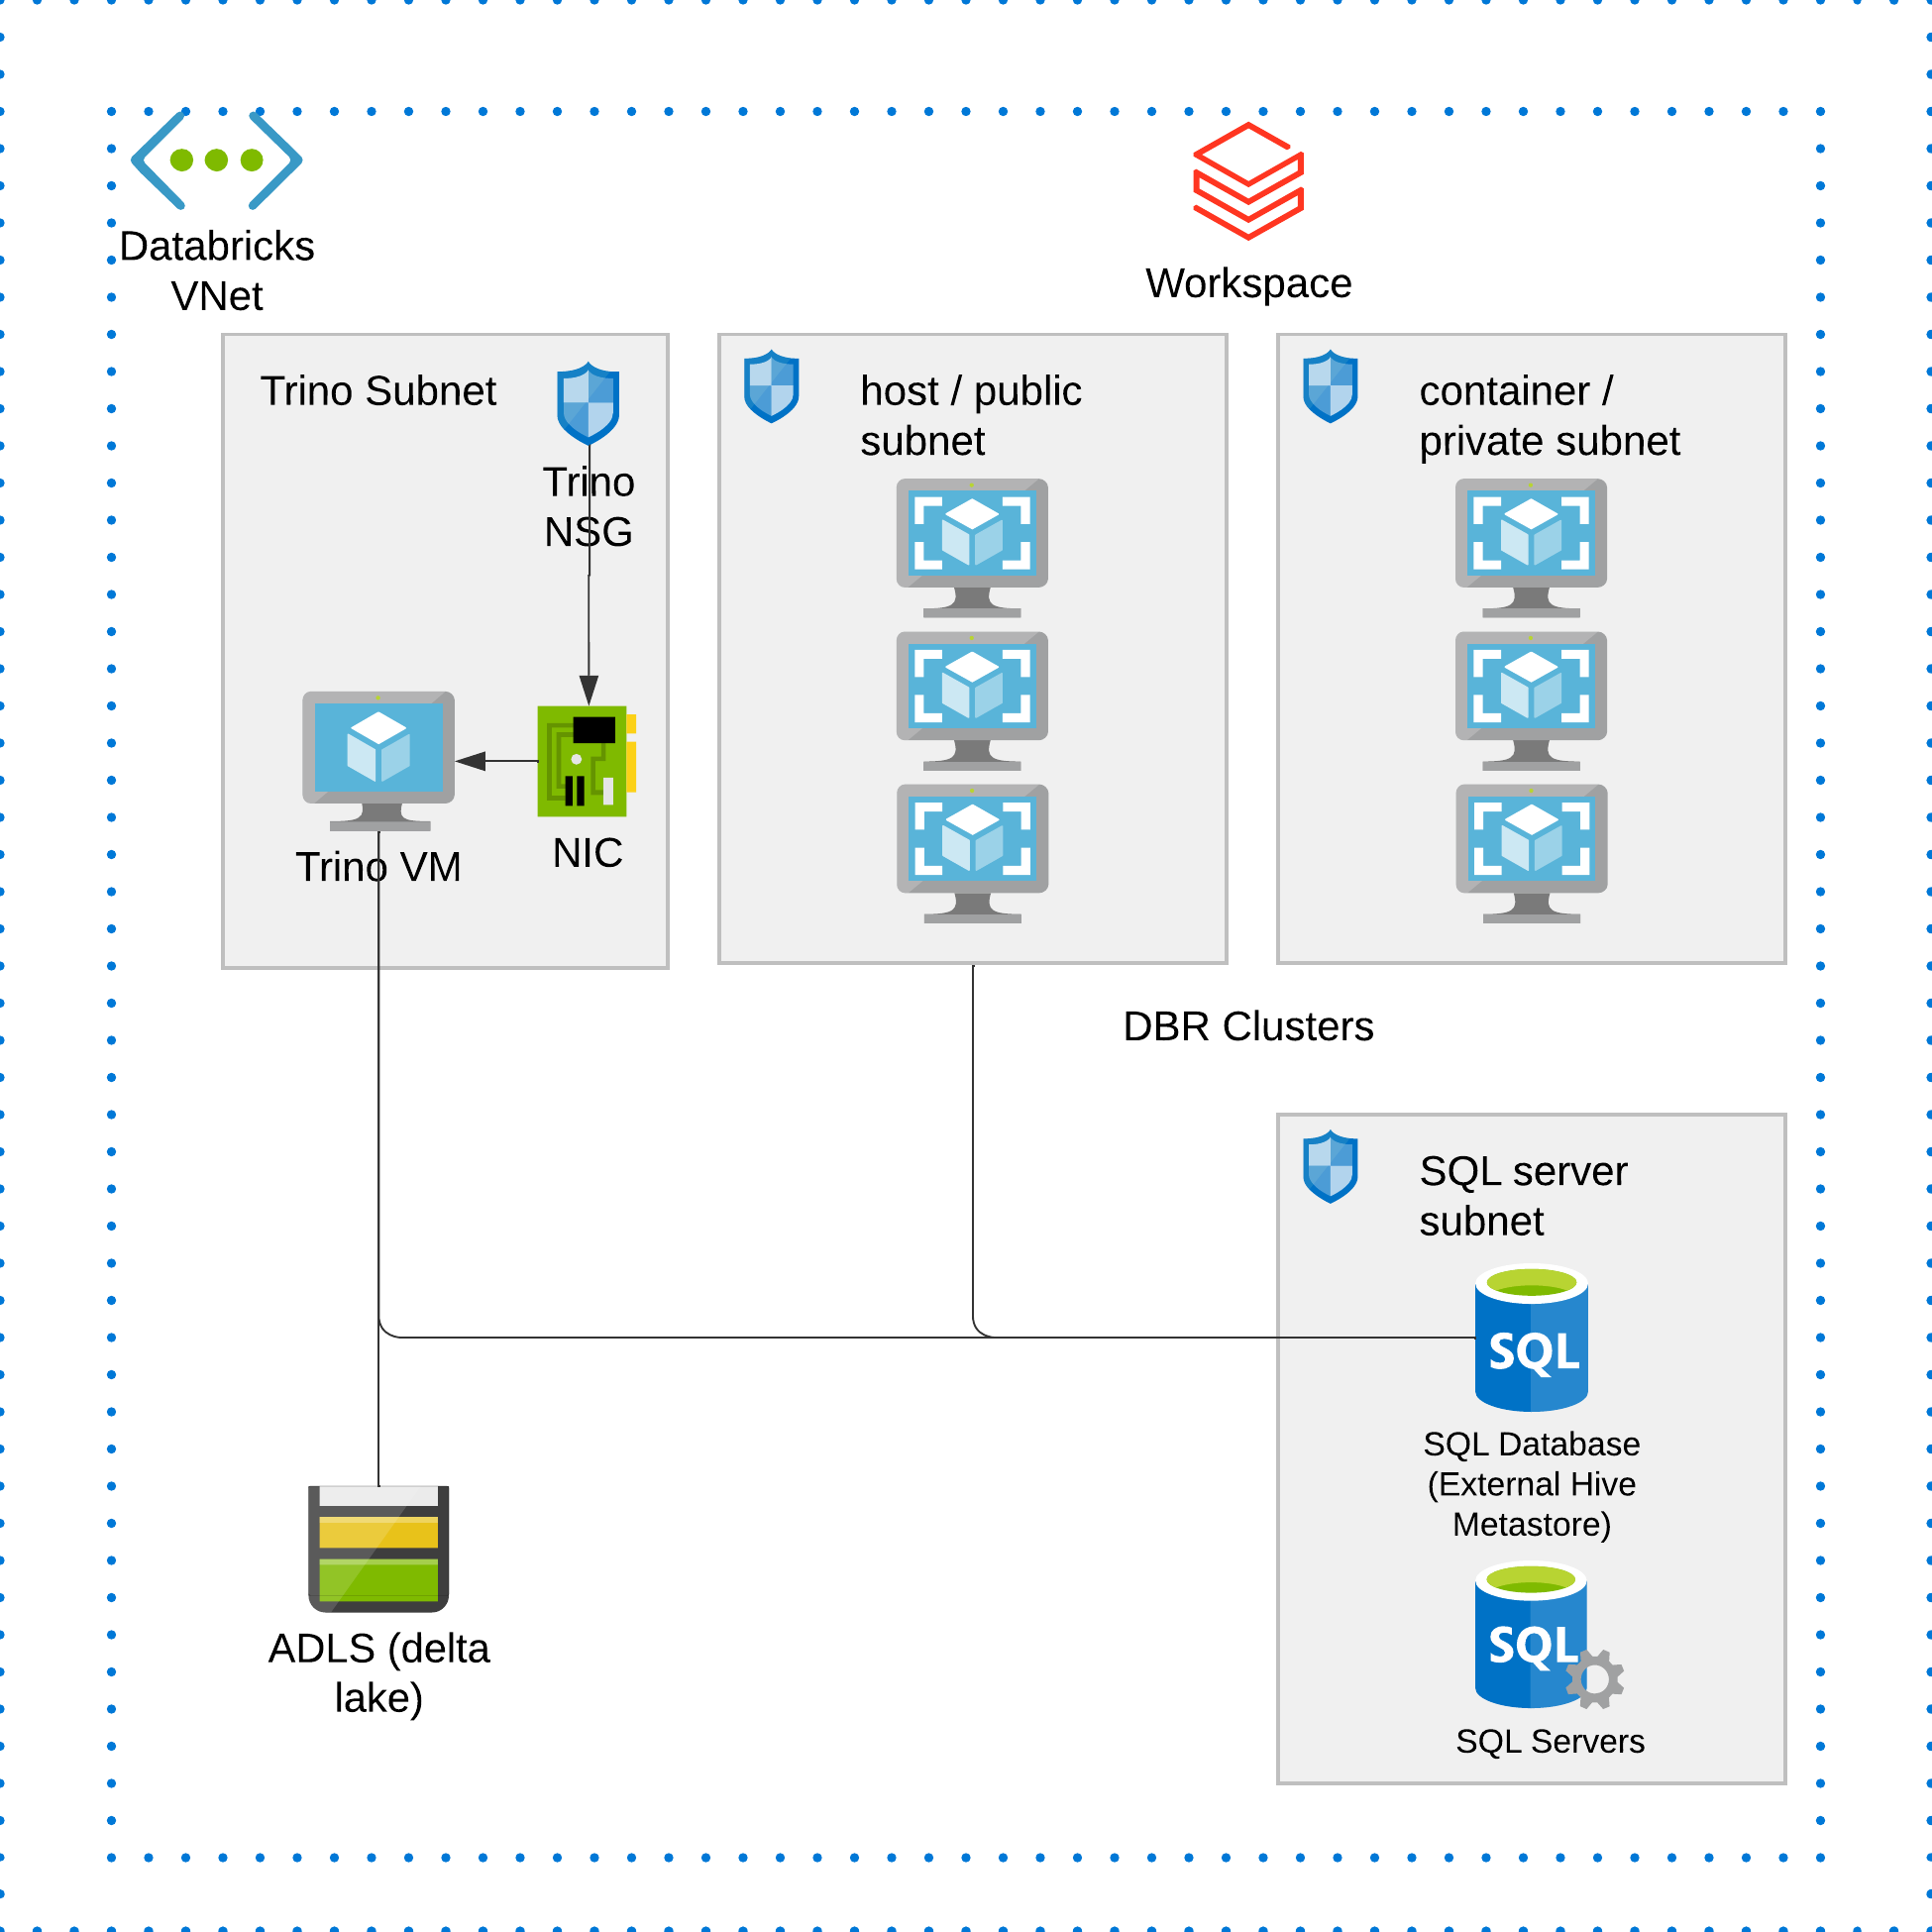 Databricks
VNet
Workspace
Trino Subnet
Trino
NSG
Trino VM
NIC
host / public
subnet
container /
private subnet
DBR Clusters
SQL server
subnet
SQL
SQL Database
(External Hive
Metastore)
SQL
SQL Servers
ADLS (delta
lake)